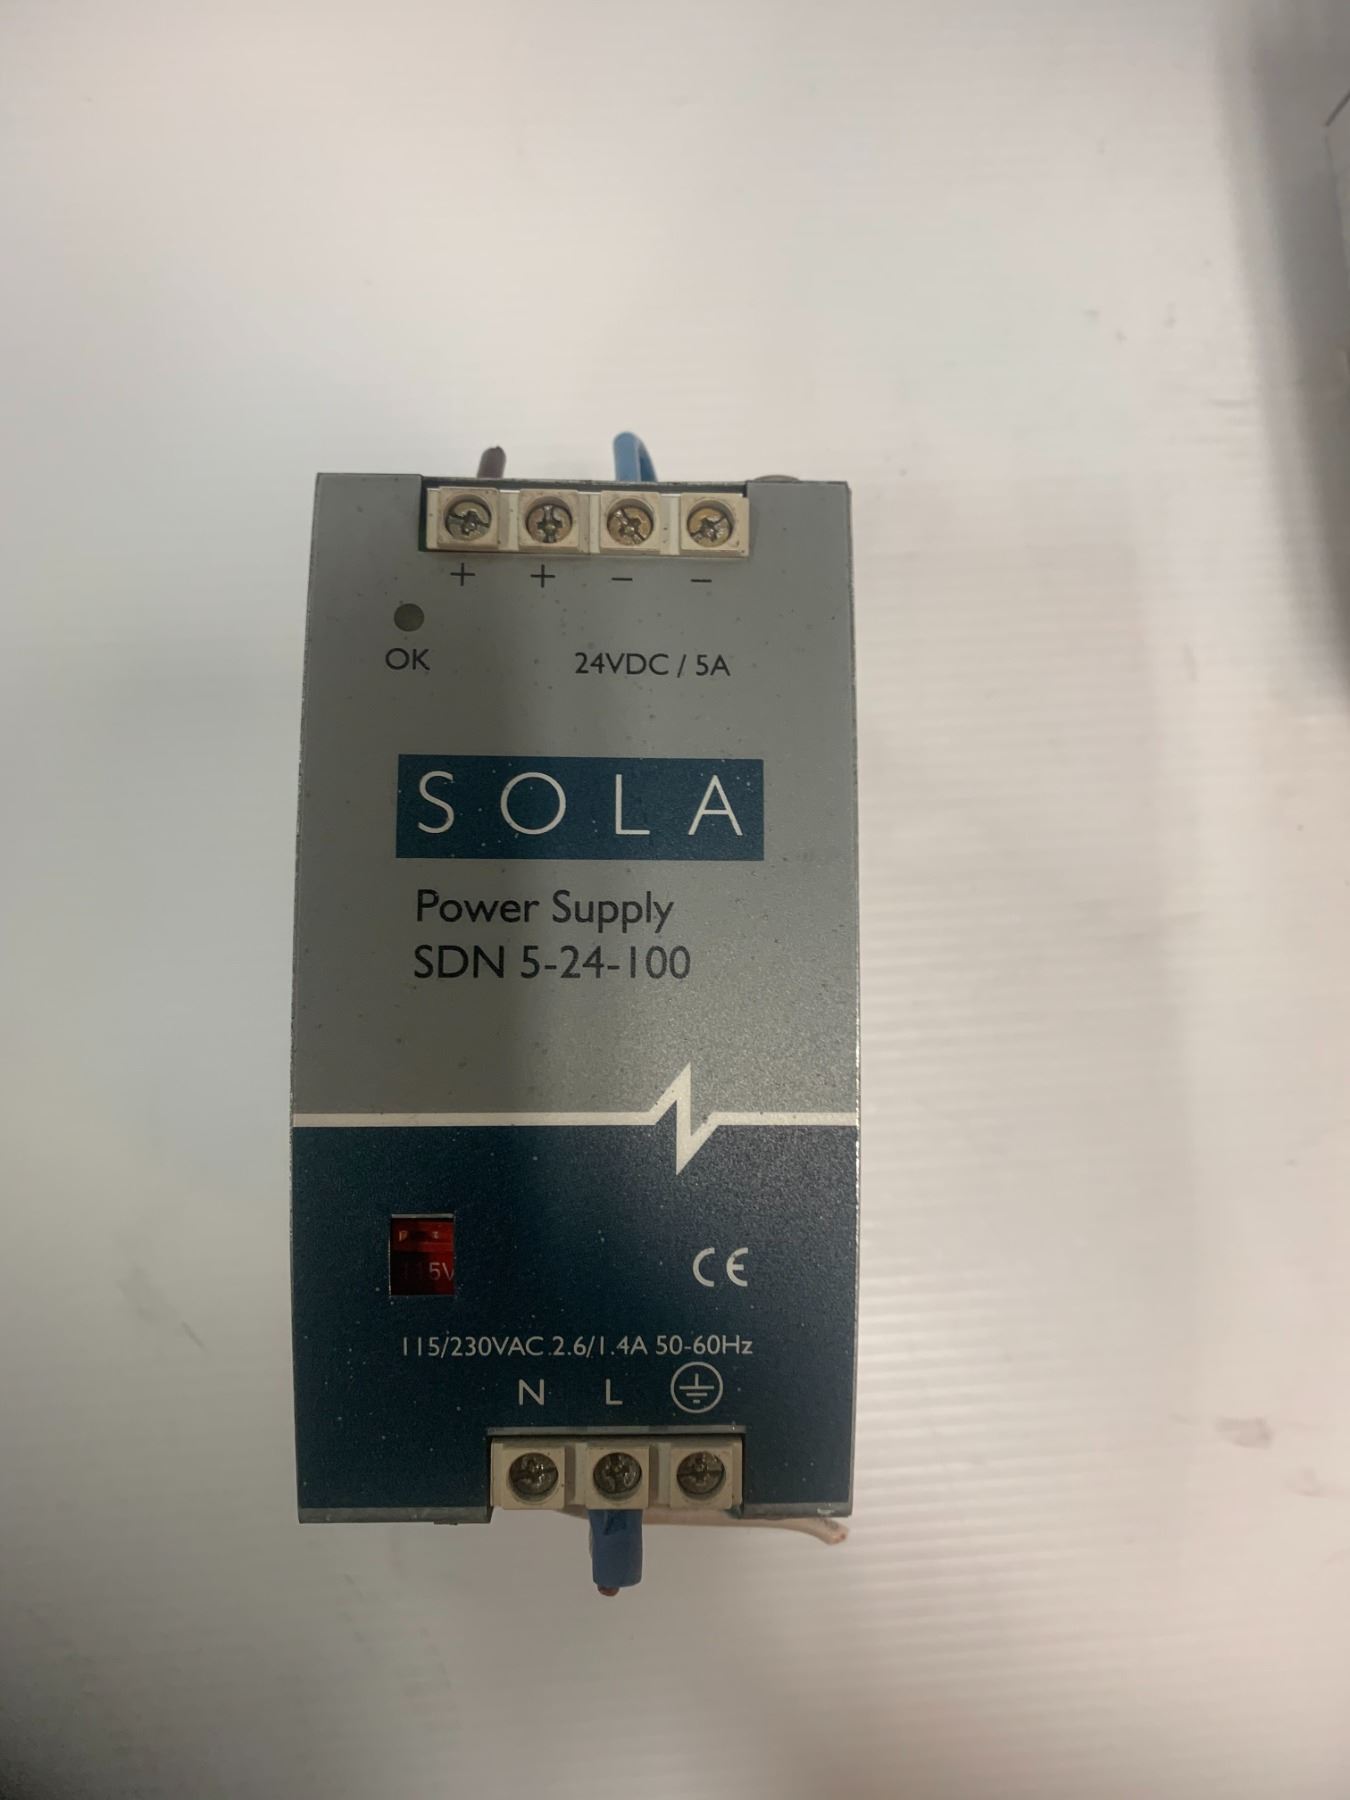 + + − −
OK
24VDC / 5A
SOLA
Power Supply
SDN 5-24-100
115V
CE
115/230VAC 2.6/1.4A 50-60Hz
N L